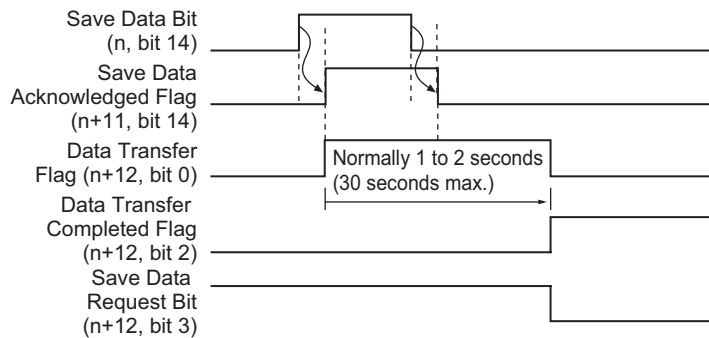 Save Data Bit
(n, bit 14)
Save Data
Acknowledged Flag
(n+11, bit 14)
Data Transfer
Flag (n+12, bit 0)
Normally 1 to 2 seconds
(30 seconds max.)
Data Transfer
Completed Flag
(n+12, bit 2)
Save Data
Request Bit
(n+12, bit 3)